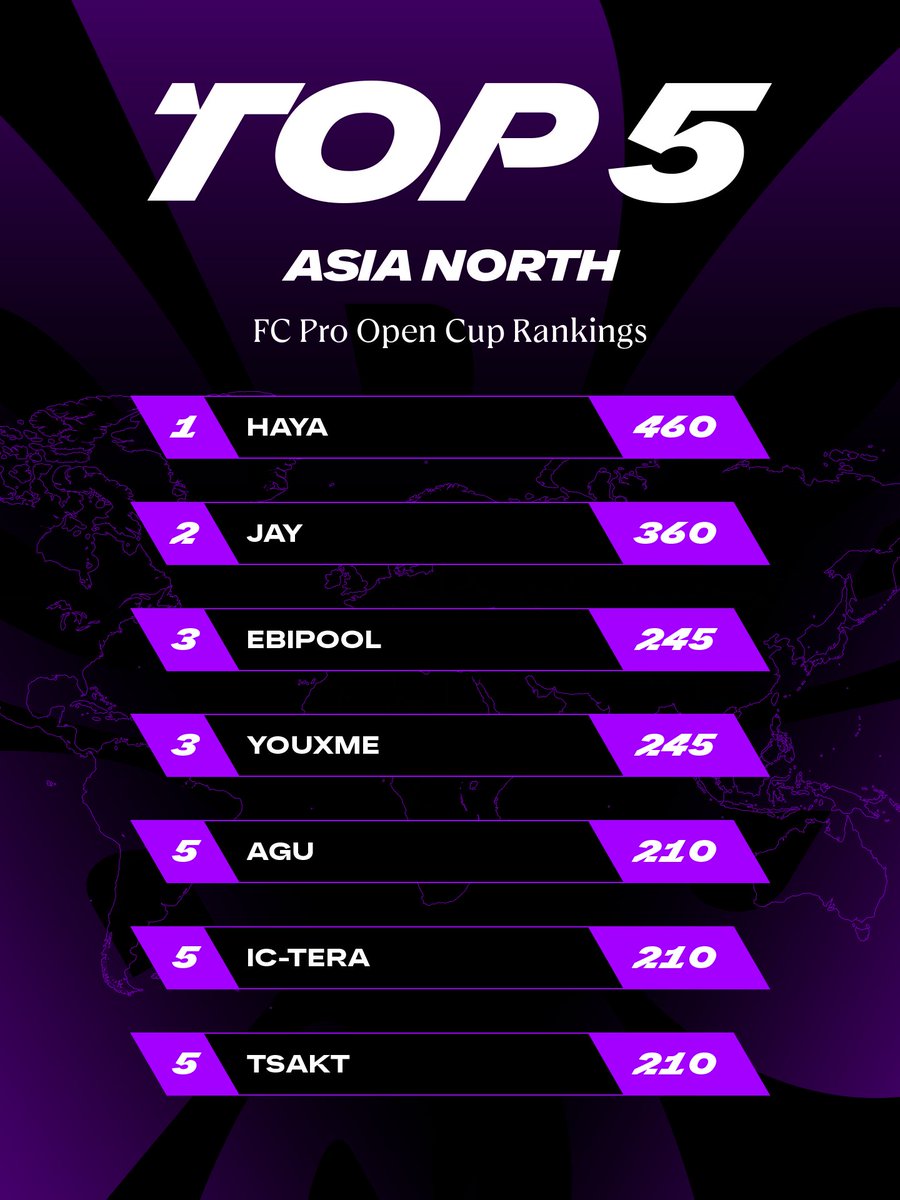 TOP 5
ASIA NORTH
FC Pro Open Cup Rankings
1 HAYA 460
2 JAY 360
3 EBIPOOL 245
3 YOUXME 245
5 AGU 210
5 IC-TERA 210
5 TSAKT 210